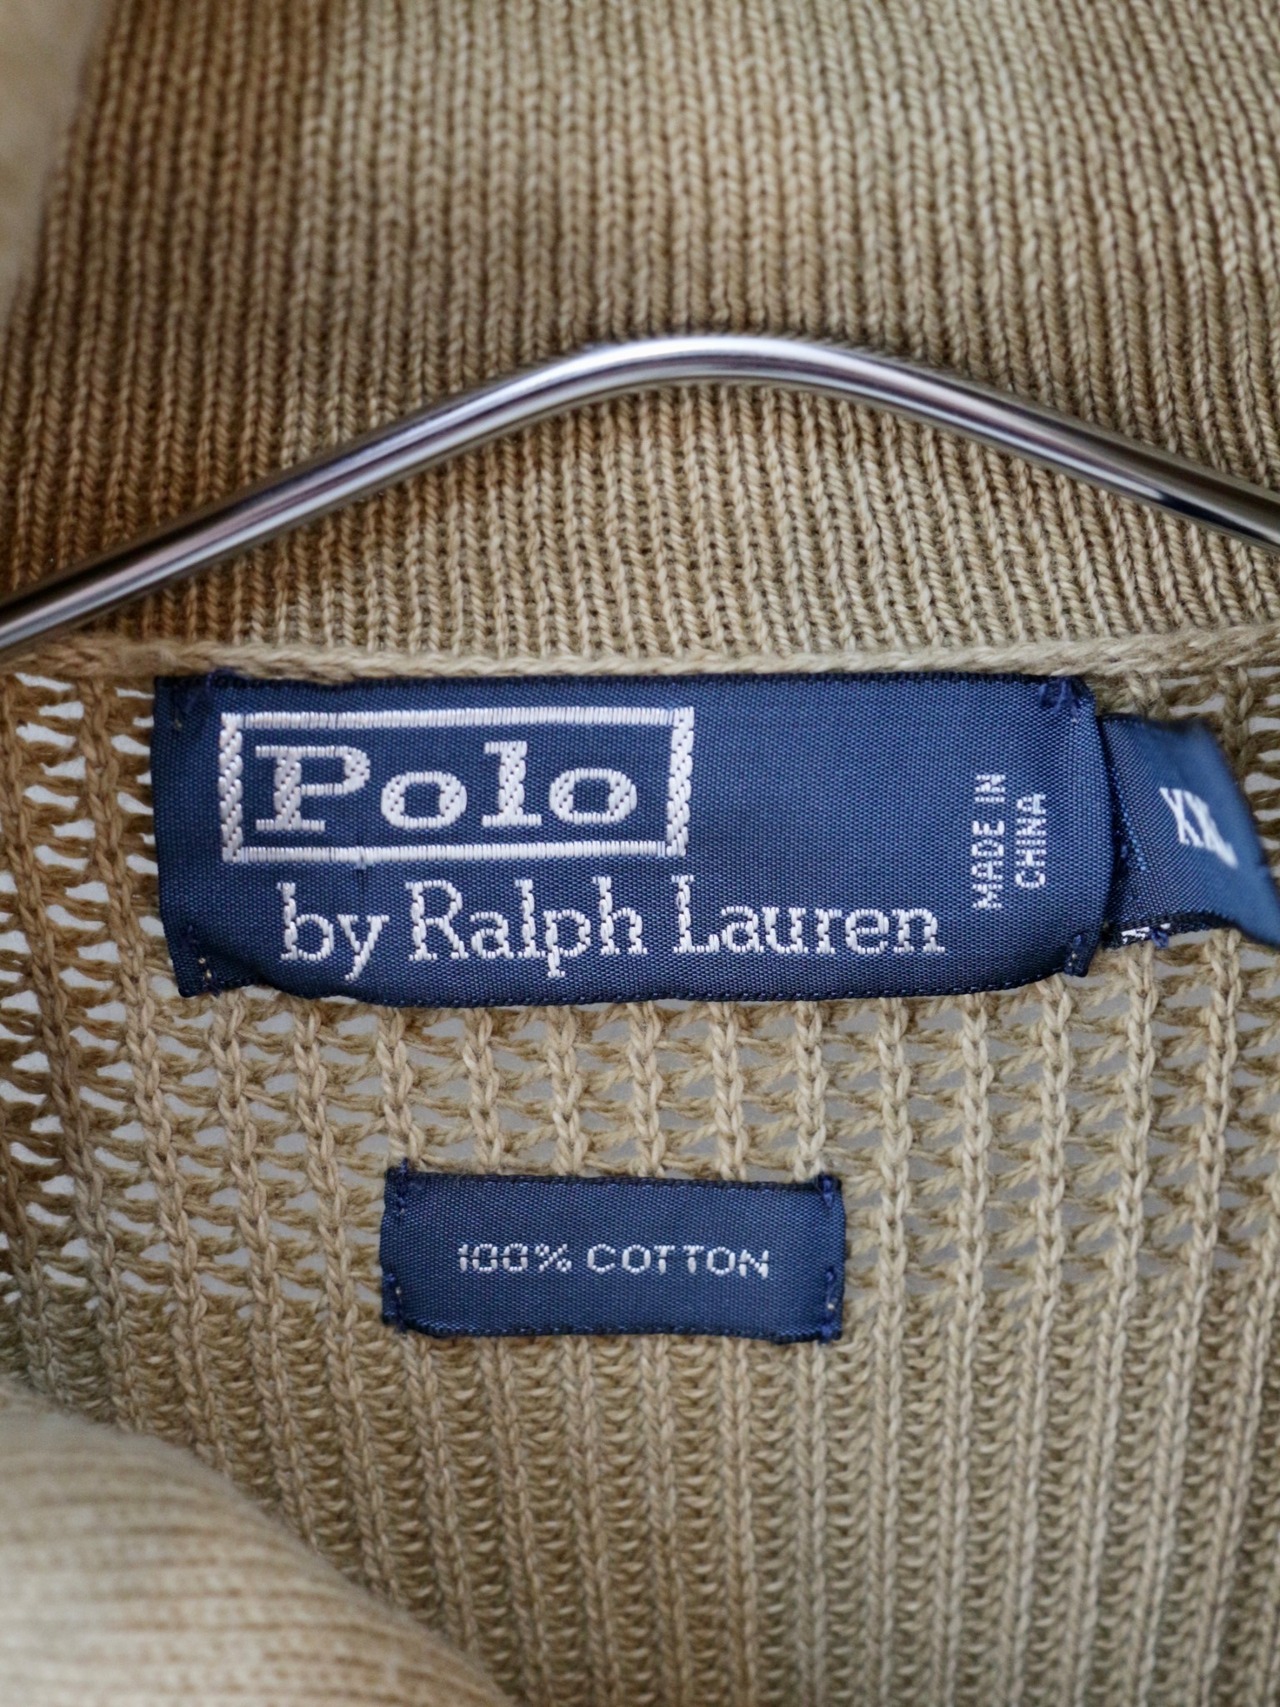 Polo
by Ralph Lauren
MADE IN
CHINA
XXL
100% COTTON